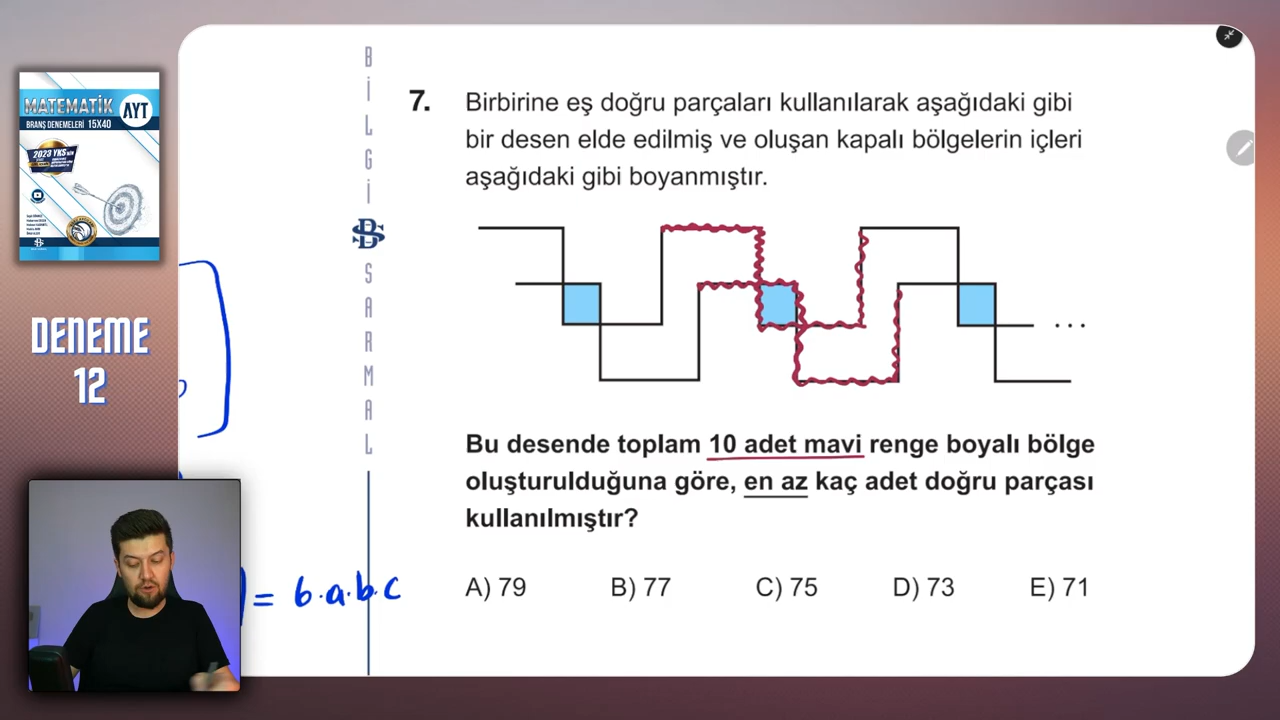 MATEMATİK
AYT
BRANŞ DENEMELERİ 15X40
DENEME
12
BİLGİ
SARMAL
7. Birbirine eş doğru parçaları kullanılarak aşağıdaki gibi
bir desen elde edilmiş ve oluşan kapalı bölgelerin içleri
aşağıdaki gibi boyanmıştır.
...
Bu desende toplam 10 adet mavi renge boyalı bölge
oluşturulduğuna göre, en az kaç adet doğru parçası
kullanılmıştır?
A) 79 B) 77 C) 75 D) 73 E) 71
= 6.a.b.c